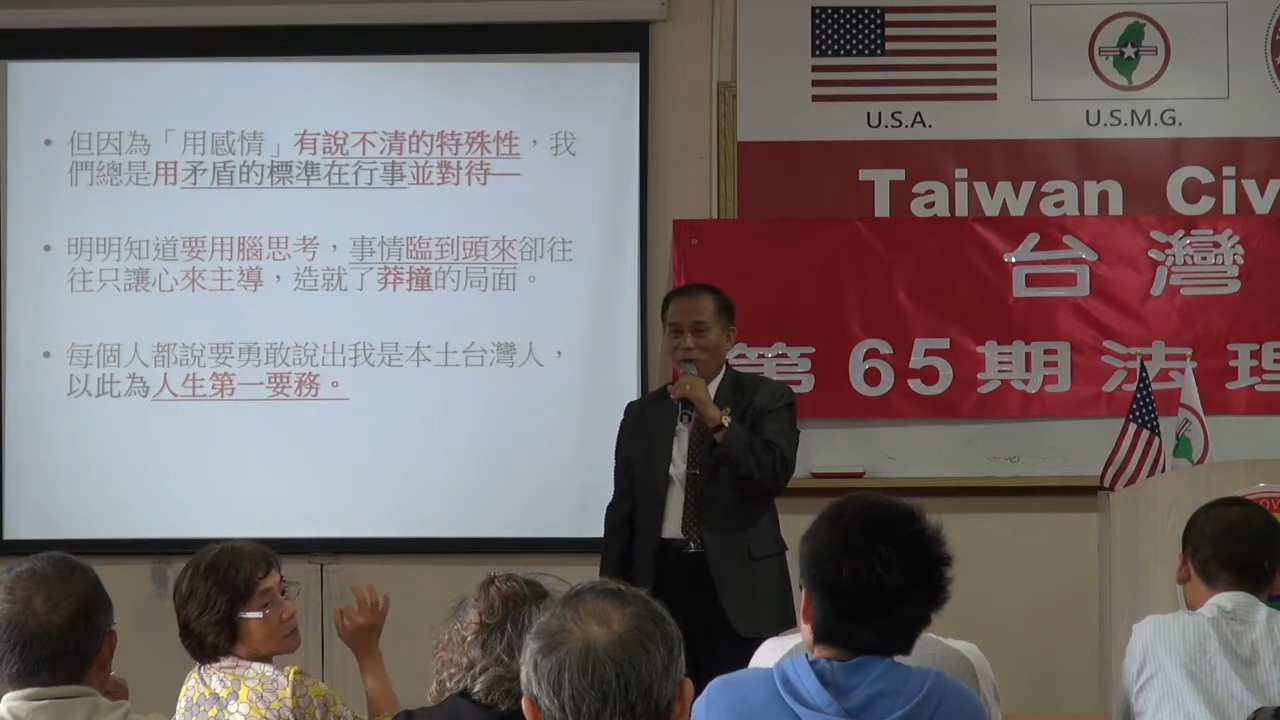 • 但因為「用感情」有說不清的特殊性，我
們總是用矛盾的標準在行事並對待—
• 明明知道要用腦思考，事情臨到頭來卻往
往只讓心來主導，造就了莽撞的局面。
• 每個人都說要勇敢說出我是本土台灣人，
以此為人生第一要務。
U.S.A.
U.S.M.G.
Taiwan Civ
台灣
第65期法理